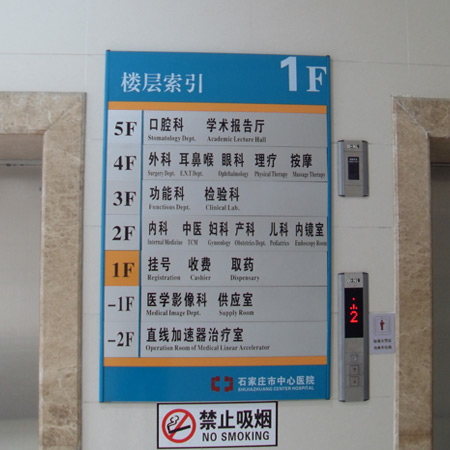 楼层索引 1F
5F 口腔科 学术报告厅
Stomatology Dept. Academic Lecture Hall
4F 外科 耳鼻喉 眼科 理疗 按摩
Surgery Dept. E.N.T Dept. Ophthalmology Physical Therapy Massage Therapy
3F 功能科 检验科
Functions Dept. Clinical Lab.
2F 内科 中医 妇科 产科 儿科 内镜室
Internal Medicine TCM Gynecology Obstetrics Dept. Pediatrics Endoscopy Room
1F 挂号 收费 取药
Registration Cashier Dispensary
-1F 医学影像科 供应室
Medical Image Dept. Supply Room
-2F 直线加速器治疗室
Operation Room of Medical Linear Accelerator
石家庄市中心医院
SHIJIAZHUANG CENTER HOSPITAL
2
禁止吸烟
NO SMOKING